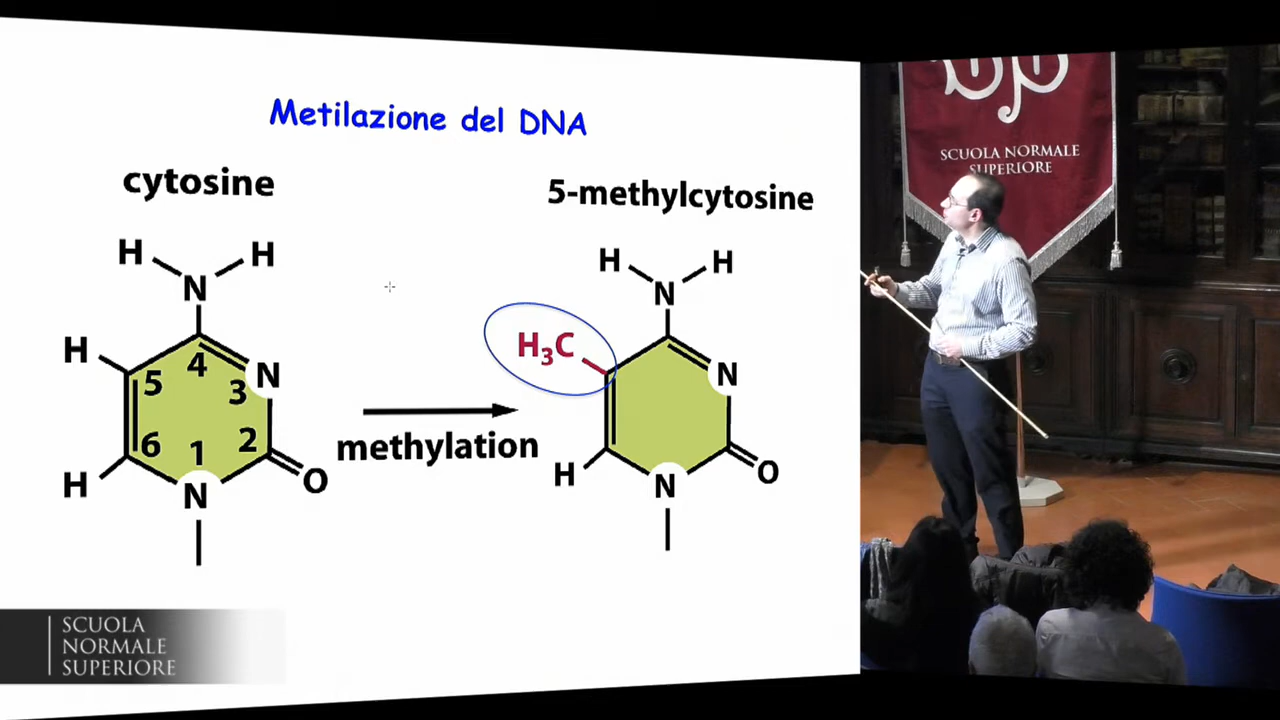 Metilazione del DNA
cytosine
5-methylcytosine
H H
N
H H
N
H
H₃C
4
5
3
N
N
6
1
2
methylation
H
N
O
H
N
O
SCUOLA NORMALE
SUPERIORE
SCUOLA
NORMALE
SUPERIORE